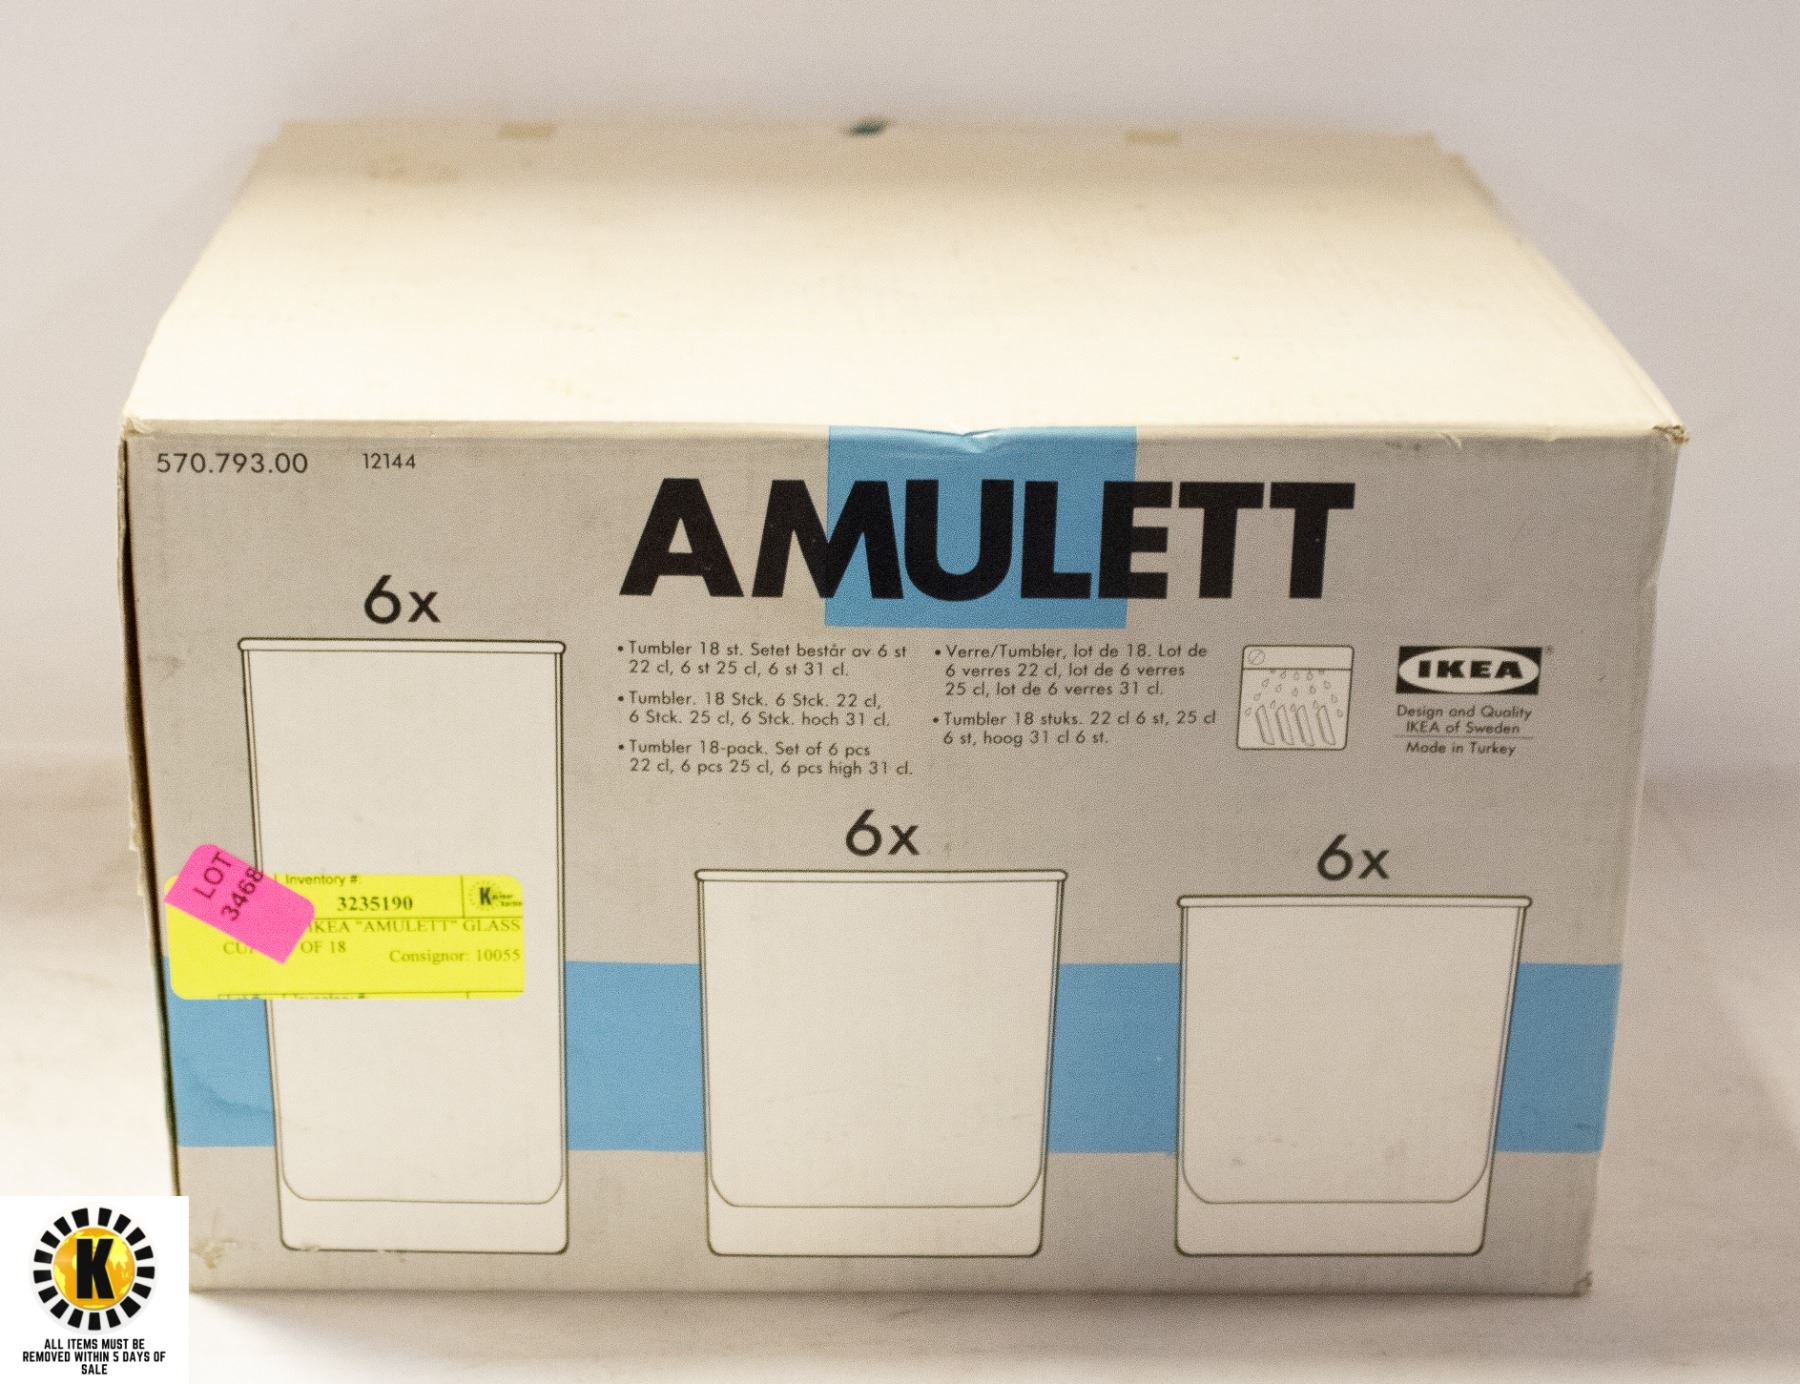 570.793.00 12144
AMULETT
6x
• Tumbler 18 st. Setet består av 6 st
22 cl, 6 st 25 cl, 6 st 31 cl.
• Tumbler. 18 Stck. 6 Stck. 22 cl,
6 Stck. 25 cl, 6 Stck. hoch 31 cl.
• Tumbler 18-pack. Set of 6 pcs
22 cl, 6 pcs 25 cl, 6 pcs high 31 cl.
• Verre/Tumbler, lot de 18. Lot de
6 verres 22 cl, lot de 6 verres
25 cl, lot de 6 verres 31 cl.
• Tumbler 18 stuks. 22 cl 6 st, 25 cl
6 st, hoog 31 cl 6 st.
IKEA®
Design and Quality
IKEA of Sweden
Made in Turkey
6x
6x
LOT
3468
Inventory #:
3235190
K
IKEA "AMULETT" GLASS
OF 18
Consignor: 10055
K
ALL ITEMS MUST BE
REMOVED WITHIN 5 DAYS OF
SALE